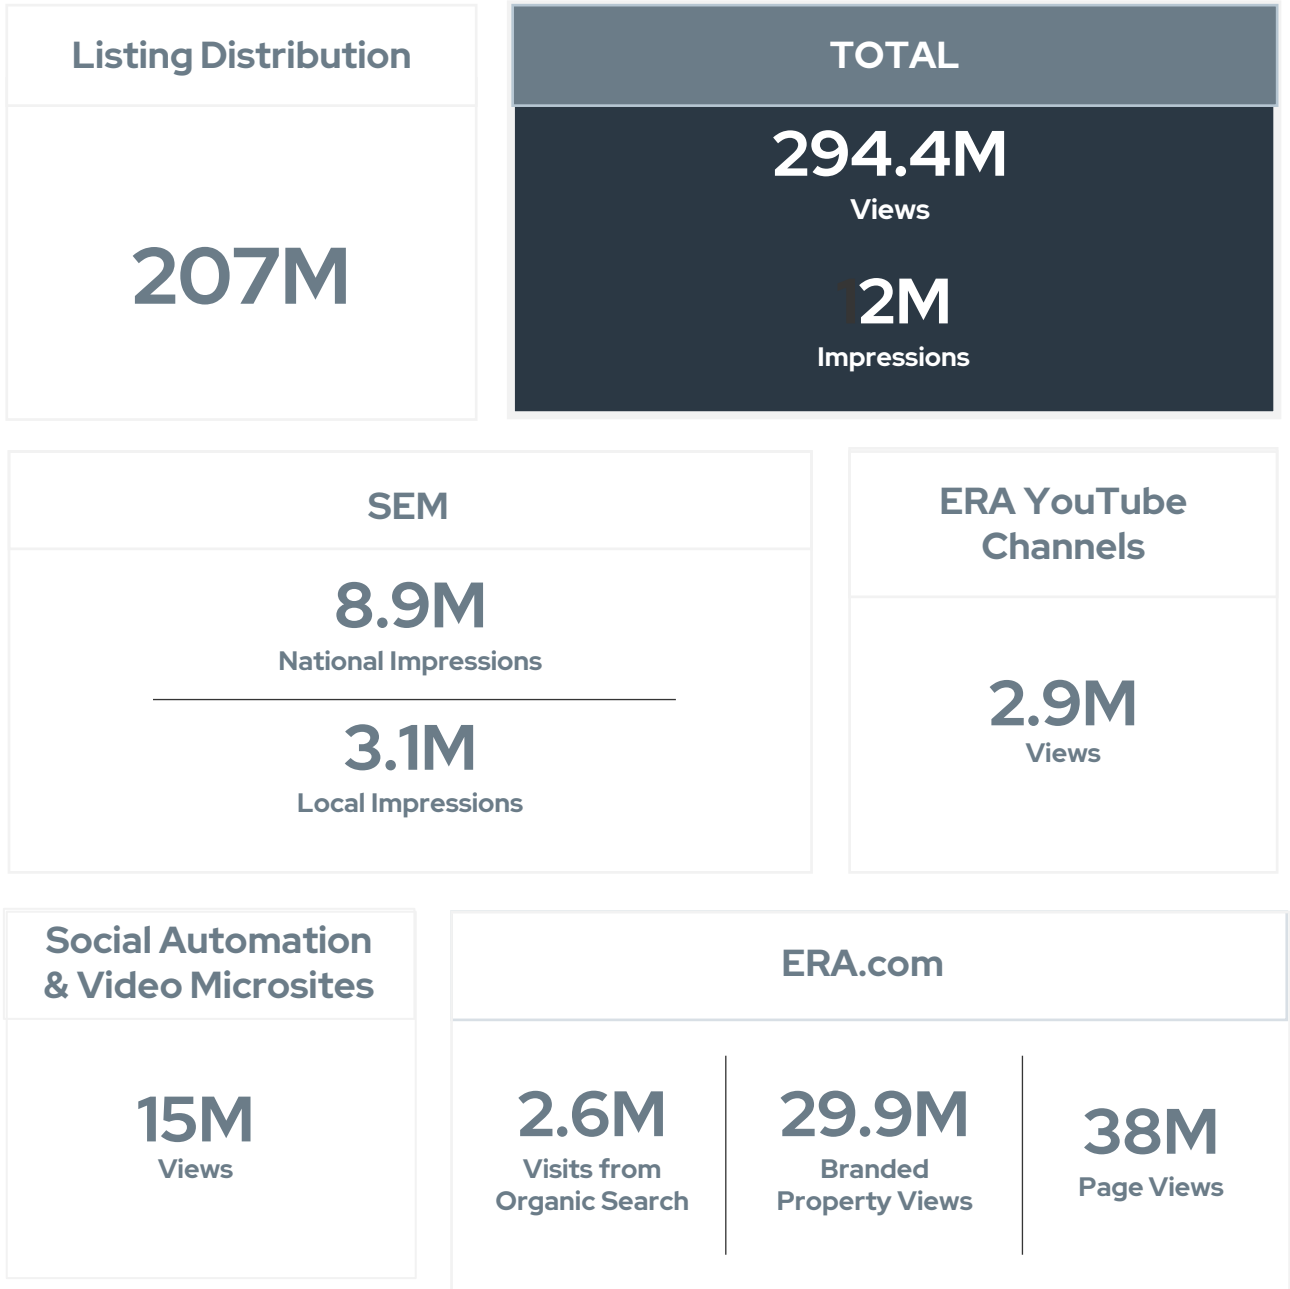 Listing Distribution
207M
TOTAL
294.4M
Views
12M
Impressions
SEM
8.9M
National Impressions
3.1M
Local Impressions
ERA YouTube
Channels
2.9M
Views
Social Automation
& Video Microsites
15M
Views
ERA.com
2.6M
Visits from
Organic Search
29.9M
Branded
Property Views
38M
Page Views